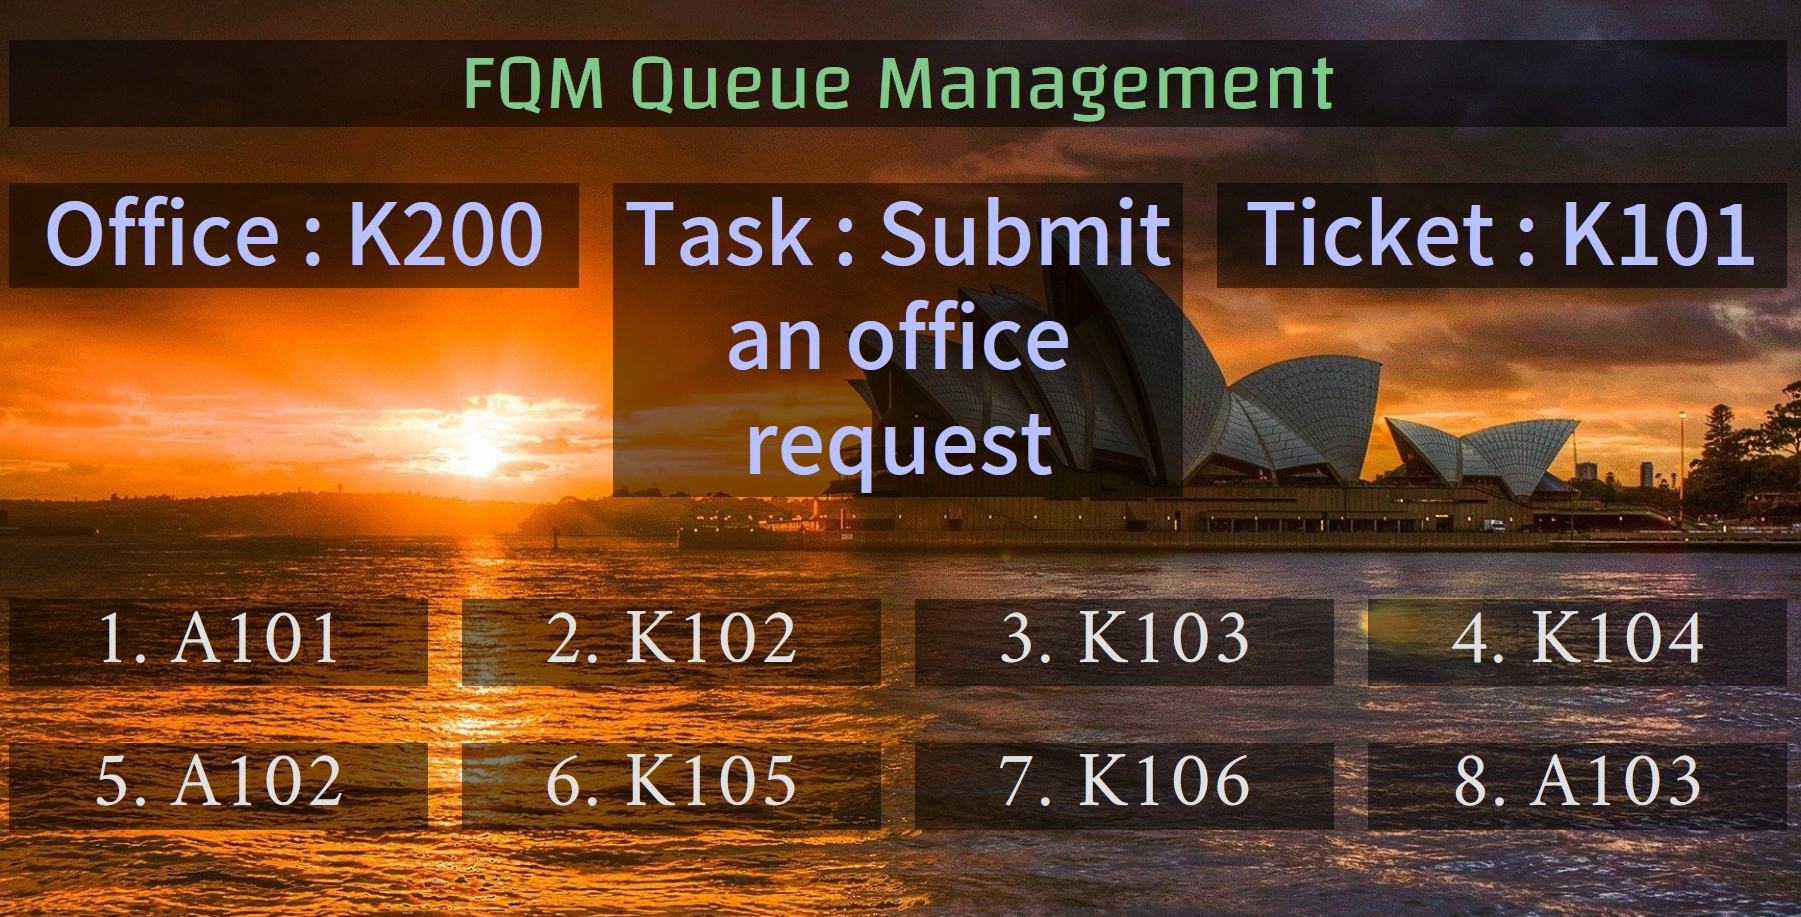 FQM Queue Management
Office : K200
Task : Submit
an office
request
Ticket : K101
1. A101
2. K102
3. K103
4. K104
5. A102
6. K105
7. K106
8. A103